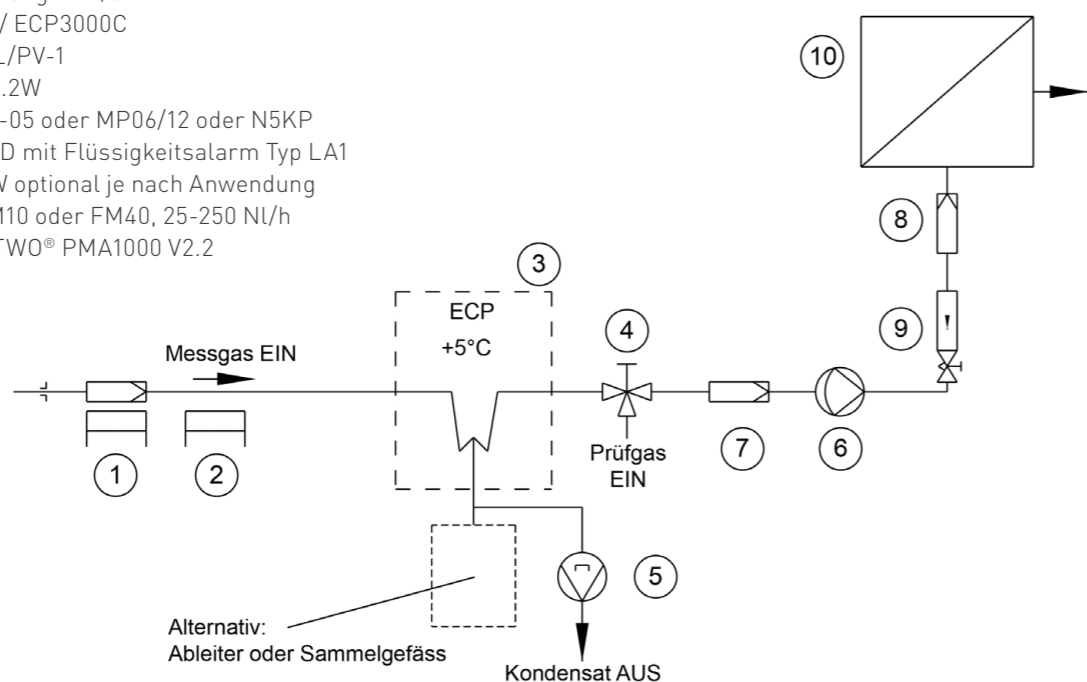 / ECP3000C
L/PV-1
.2W
-05 oder MP06/12 oder N5KP
D mit Flüssigkeitsalarm Typ LA1
optional je nach Anwendung
M10 oder FM40, 25-250 Nl/h
TWO® PMA1000 V2.2
10
8
3
ECP
+5°C
4
9
Messgas EIN
Prüfgas
EIN
7
6
1
2
5
Alternativ:
Ableiter oder Sammelgefäss
Kondensat AUS